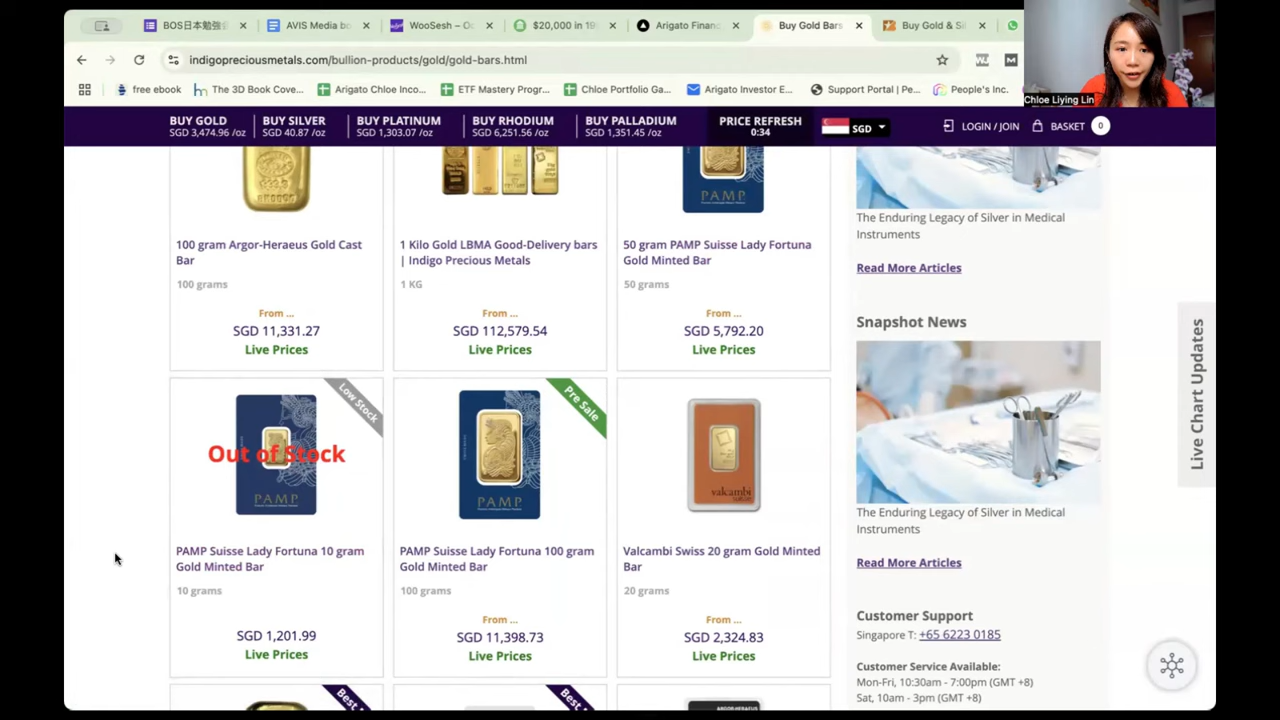 BOS日本勉強
AVIS Media bo
WooSesh – Oc
$20,000 in 19
Arigato Financ
Buy Gold Bars
Buy Gold & Si
indigopreciousmetals.com/bullion-products/gold/gold-bars.html
free ebook
The 3D Book Cove...
Arigato Chloe Inco...
ETF Mastery Progr...
Chloe Portfolio Ga...
Arigato Investor E...
Support Portal | Pe...
People's Inc.
Chloe Liying Lin
BUY GOLD
SGD 3,474.96 /oz
BUY SILVER
SGD 40.87 /oz
BUY PLATINUM
SGD 1,303.07 /oz
BUY RHODIUM
SGD 6,251.56 /oz
BUY PALLADIUM
SGD 1,351.45 /oz
PRICE REFRESH
0:34
SGD
LOGIN / JOIN
BASKET
0
PAMP
100 gram Argor-Heraeus Gold Cast
Bar
100 grams
From ...
SGD 11,331.27
Live Prices
1 Kilo Gold LBMA Good-Delivery bars
| Indigo Precious Metals
1 KG
From ...
SGD 112,579.54
Live Prices
50 gram PAMP Suisse Lady Fortuna
Gold Minted Bar
50 grams
From ...
SGD 5,792.20
Live Prices
Low Stock
Out of Stock
PAMP
PAMP Suisse Lady Fortuna 10 gram
Gold Minted Bar
10 grams
SGD 1,201.99
Live Prices
Pre Sale
PAMP
PAMP Suisse Lady Fortuna 100 gram
Gold Minted Bar
100 grams
From ...
SGD 11,398.73
Live Prices
valcambi
Valcambi Swiss 20 gram Gold Minted
Bar
20 grams
From ...
SGD 2,324.83
Live Prices
Best
Best
The Enduring Legacy of Silver in Medical
Instruments
Read More Articles
Snapshot News
The Enduring Legacy of Silver in Medical
Instruments
Read More Articles
Customer Support
Singapore T: +65 6223 0185
Customer Service Available:
Mon-Fri, 10:30am - 7:00pm (GMT +8)
Sat, 10am - 3pm (GMT +8)
Live Chart Updates